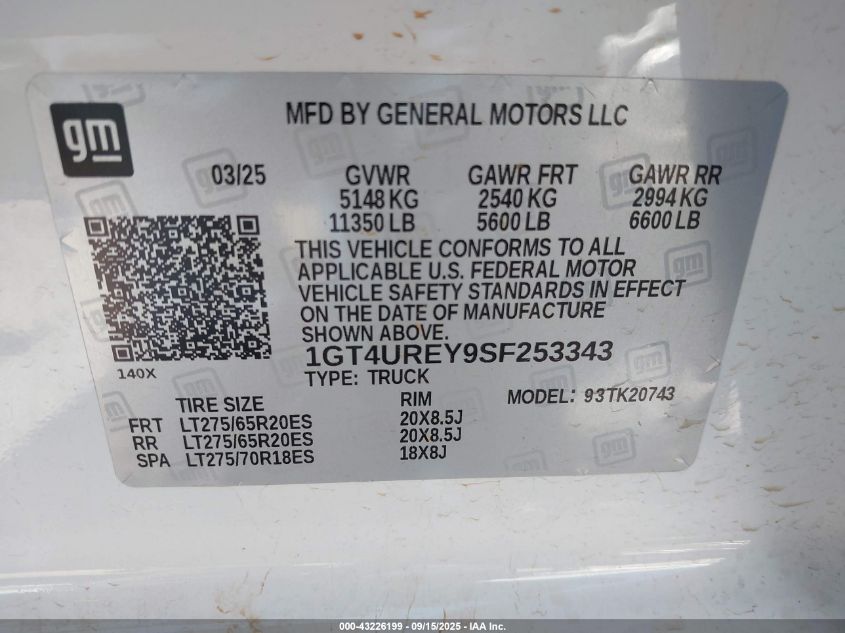 gm
MFD BY GENERAL MOTORS LLC
03/25 GVWR GAWR FRT GAWR RR
5148 KG 2540 KG 2994 KG
11350 LB 5600 LB 6600 LB
THIS VEHICLE CONFORMS TO ALL
APPLICABLE U.S. FEDERAL MOTOR
VEHICLE SAFETY STANDARDS IN EFFECT
ON THE DATE OF MANUFACTURE
SHOWN ABOVE.
1GT4UREY9SF253343
140X
TYPE: TRUCK
TIRE SIZE RIM MODEL: 93TK20743
FRT LT275/65R20ES 20X8.5J
RR LT275/65R20ES 20X8.5J
SPA LT275/70R18ES 18X8J
000-43226199 - 09/15/2025 - IAA Inc.